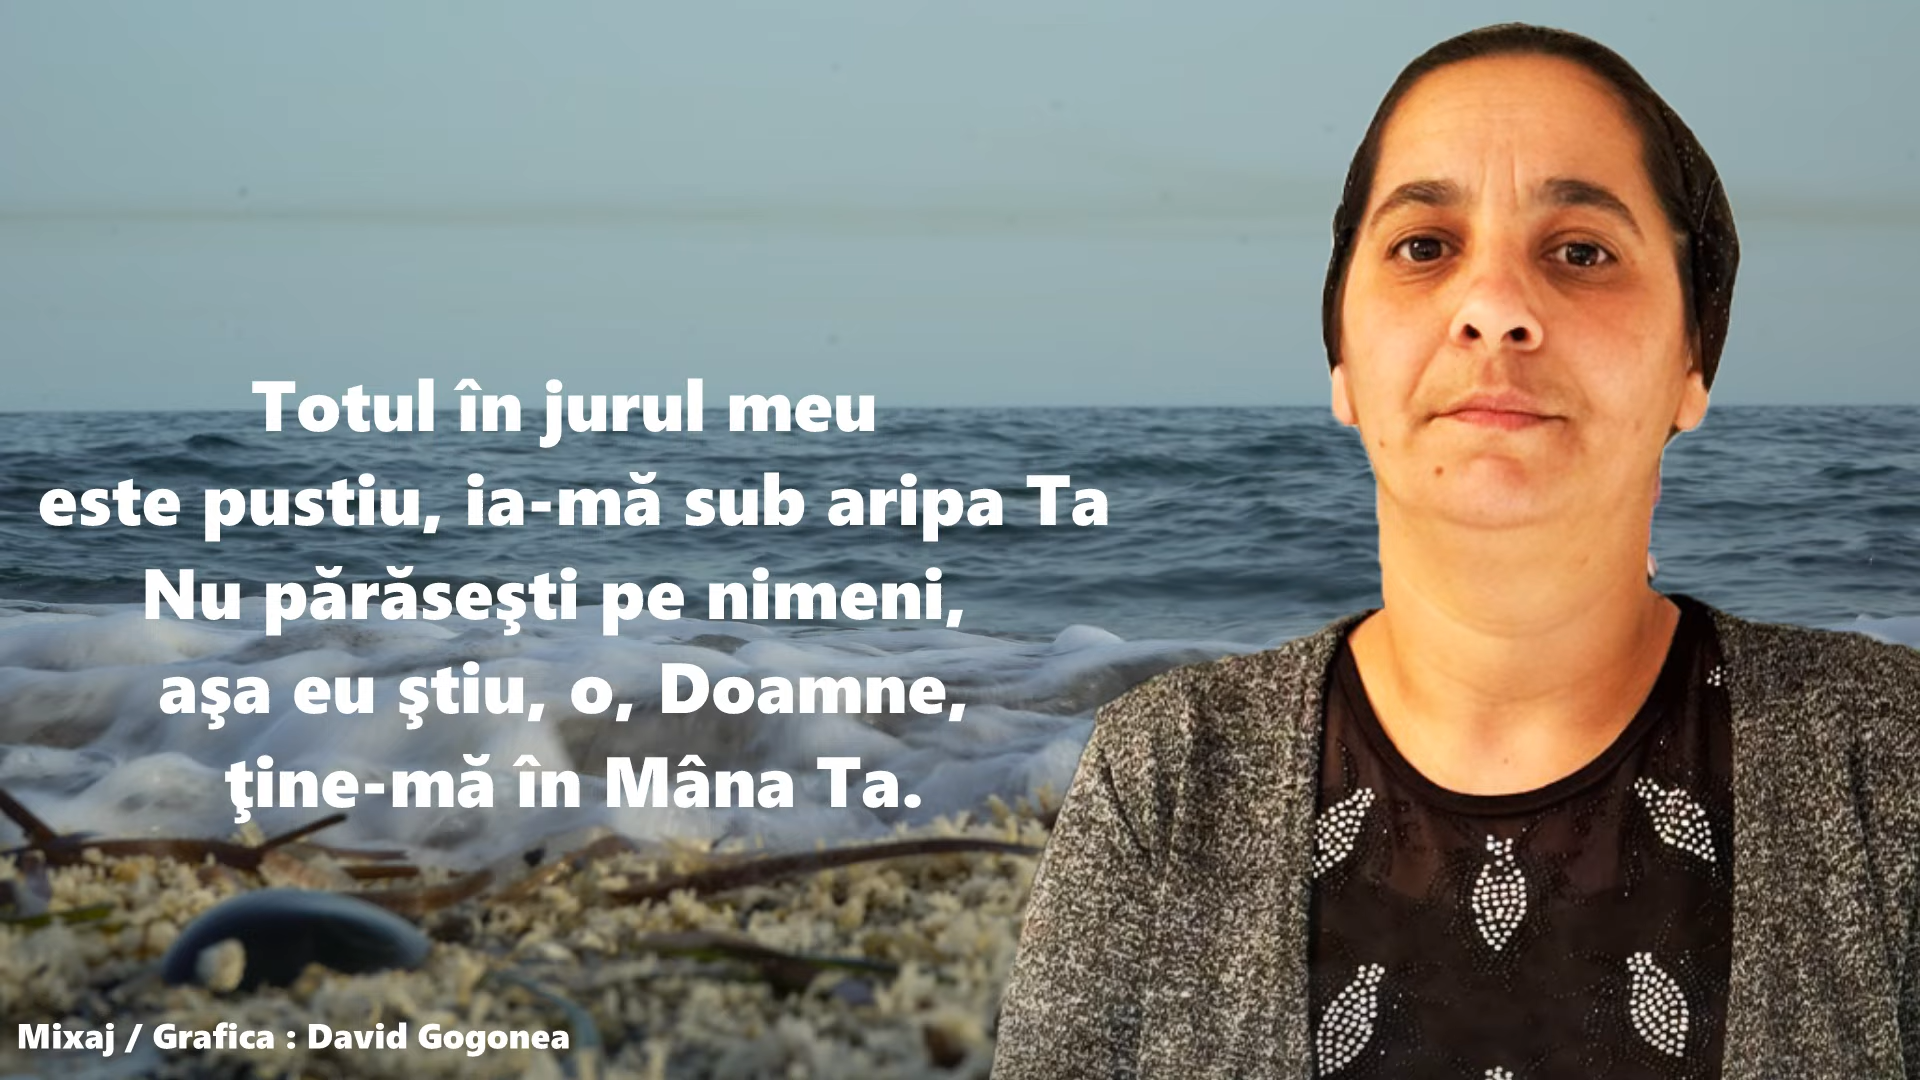 Totul în jurul meu
este pustiu, ia-mă sub aripa Ta
Nu părăseşti pe nimeni,
aşa eu ştiu, o, Doamne,
ţine-mă în Mâna Ta.
Mixaj / Grafica : David Gogonea